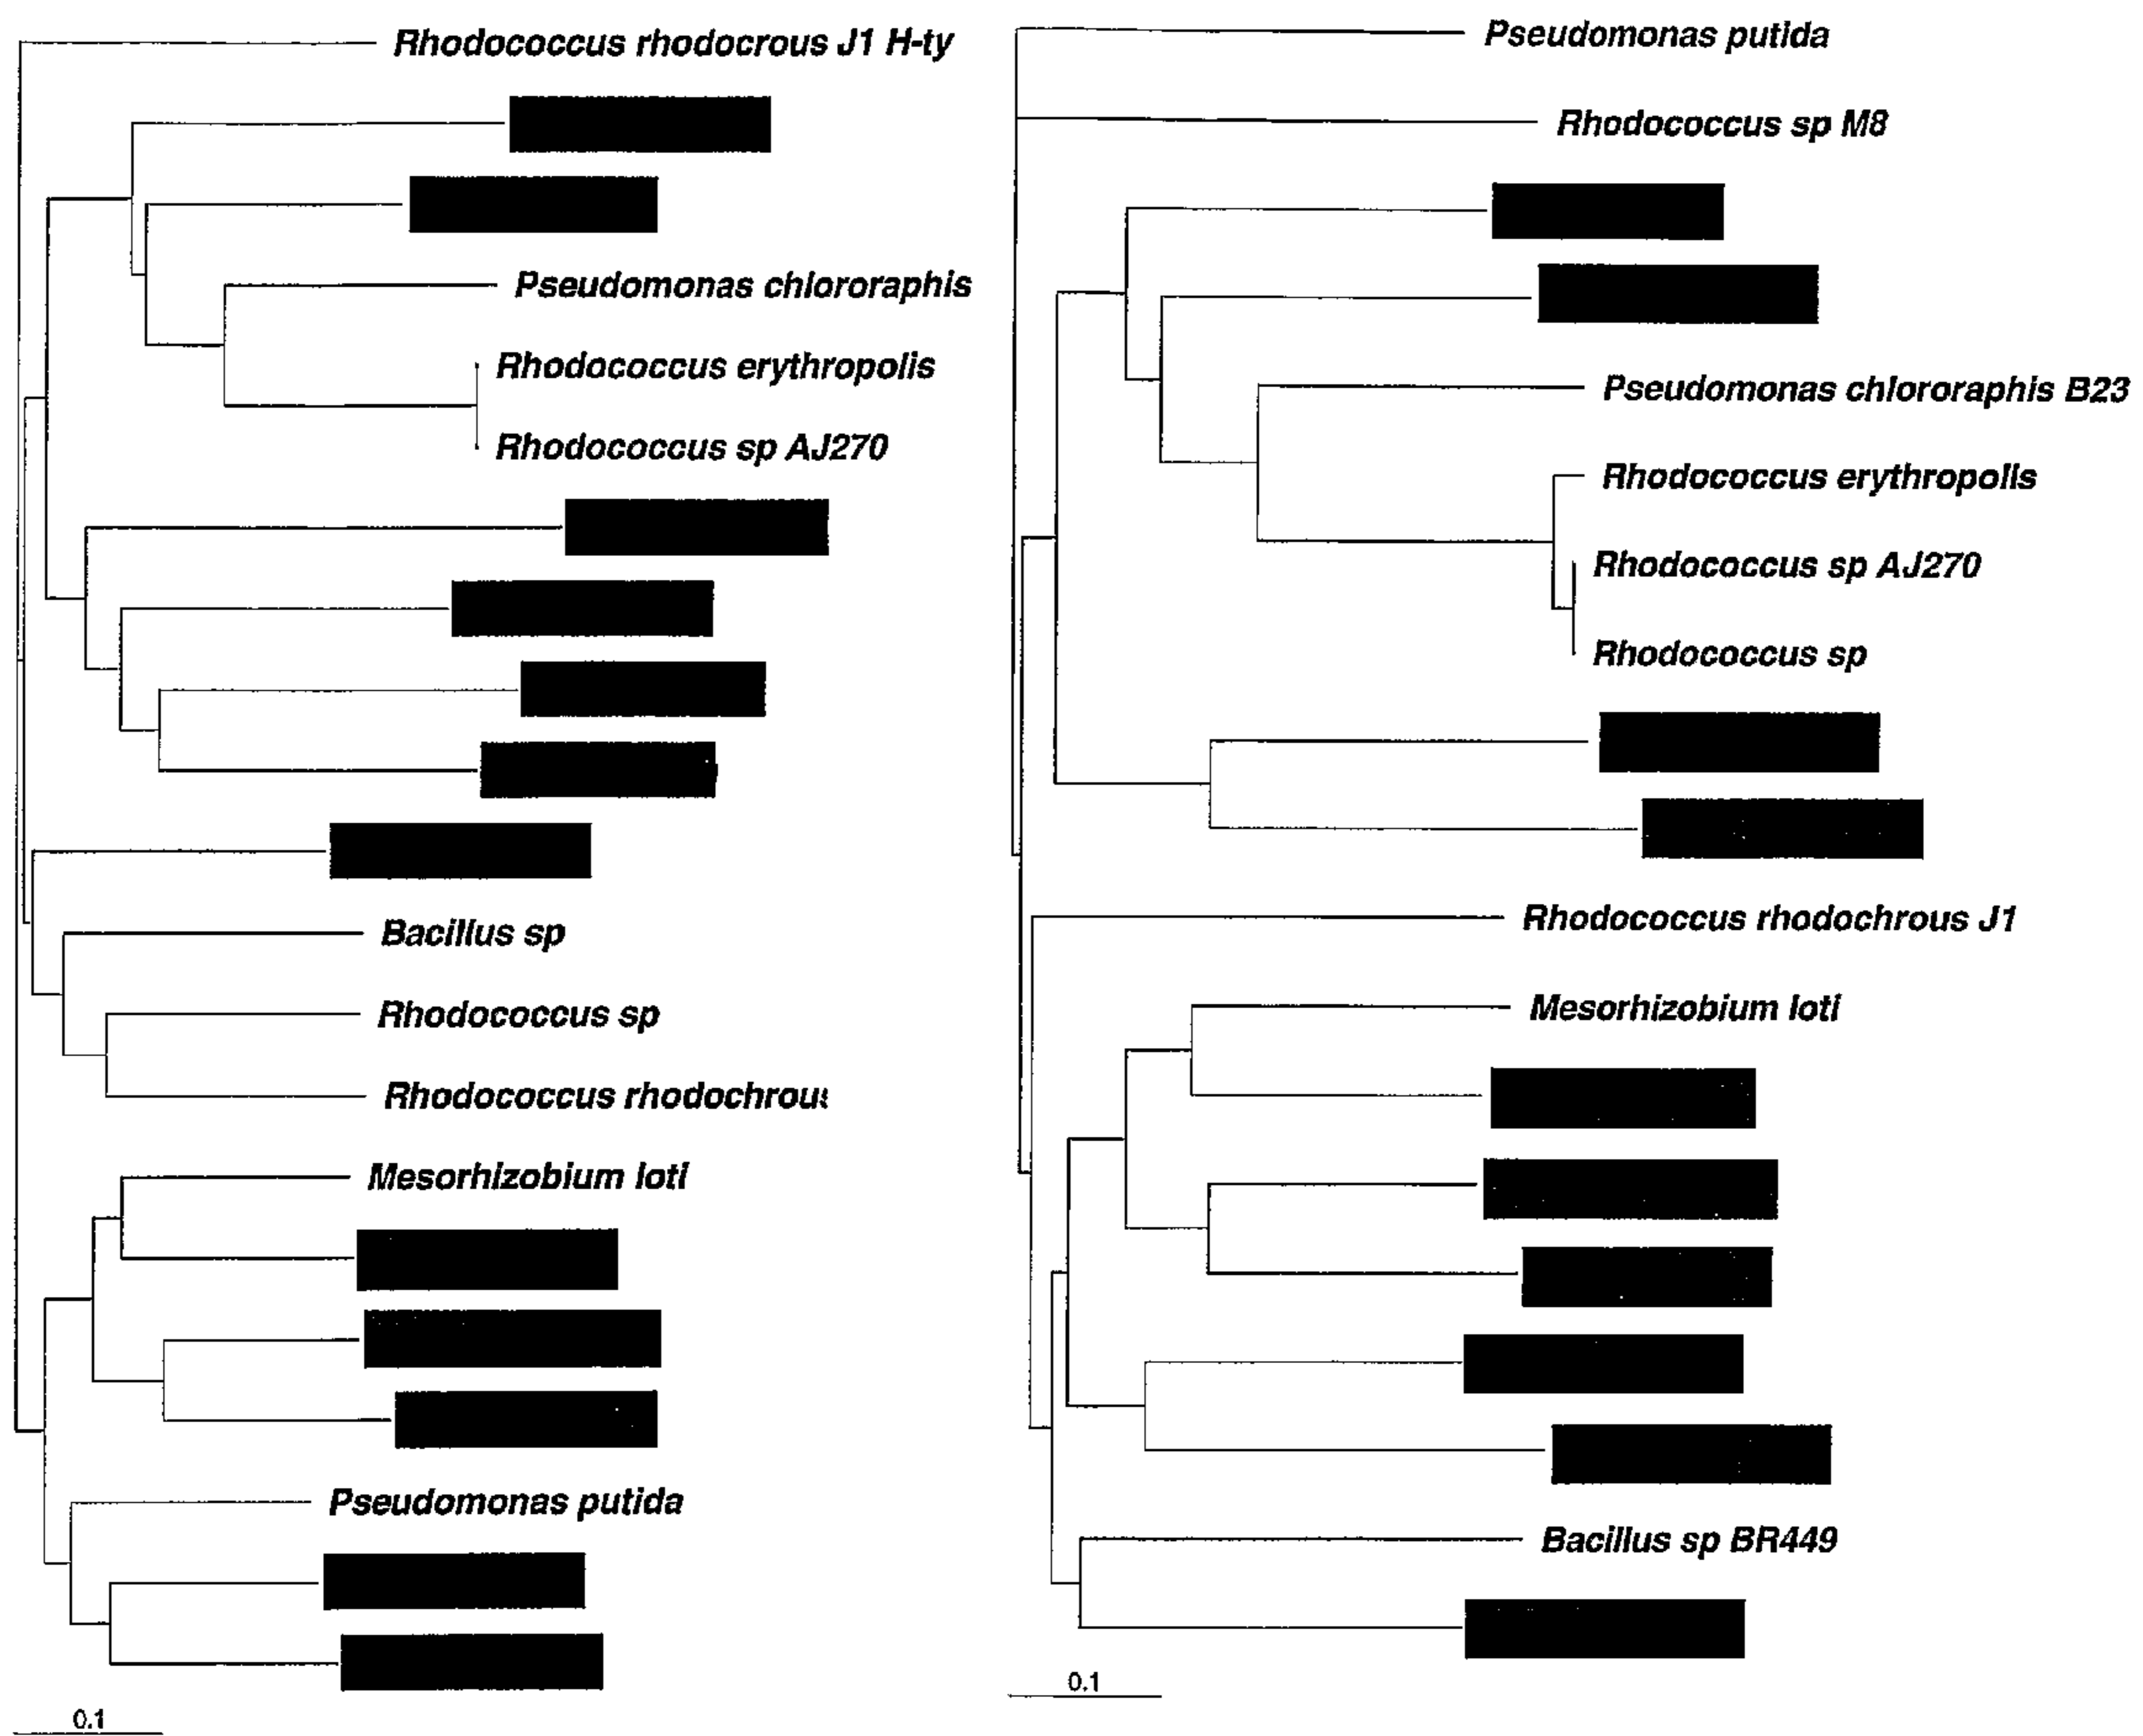 Rhodococcus rhodocrous J1 H-ty
Pseudomonas chlororaphis
Rhodococcus erythropolis
Rhodococcus sp AJ270
Bacillus sp
Rhodococcus sp
Rhodococcus rhodochrous
Mesorhizobium loti
Pseudomonas putida
0.1
Pseudomonas putida
Rhodococcus sp M8
Pseudomonas chlororaphis B23
Rhodococcus erythropolis
Rhodococcus sp AJ270
Rhodococcus sp
Rhodococcus rhodochrous J1
Mesorhizobium loti
Bacillus sp BR449
0.1